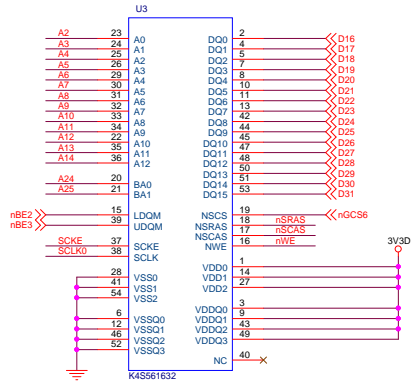 U3
A2 23 A0 DQ0 2 D16
A3 24 A1 DQ1 4 D17
A4 25 A2 DQ2 5 D18
A5 26 A3 DQ3 7 D19
A6 29 A4 DQ4 8 D20
A7 30 A5 DQ5 10 D21
A8 31 A6 DQ6 11 D22
A9 32 A7 DQ7 13 D23
A10 33 A8 DQ8 42 D24
A11 34 A9 DQ9 44 D25
A12 22 A10 DQ10 45 D26
A13 35 A11 DQ11 47 D27
A14 36 A12 DQ12 48 D28
DQ13 50 D29
A24 20 BA0 DQ14 51 D30
A25 21 BA1 DQ15 53 D31
nBE2 15 LDQM NSCS 19 nGCS6
nBE3 39 UDQM NSRAS 18 nSRAS
NSCAS 17 nSCAS
SCKE 37 SCKE NWE 16 nWE
SCLK0 38 SCLK 3V3D
VDD0 1
28 VSS0 VDD1 14
41 VSS1 VDD2 27
54 VSS2
VDDQ0 3
6 VSSQ0 VDDQ1 9
12 VSSQ1 VDDQ2 43
46 VSSQ2 VDDQ3 49
52 VSSQ3
NC 40
K4S561632